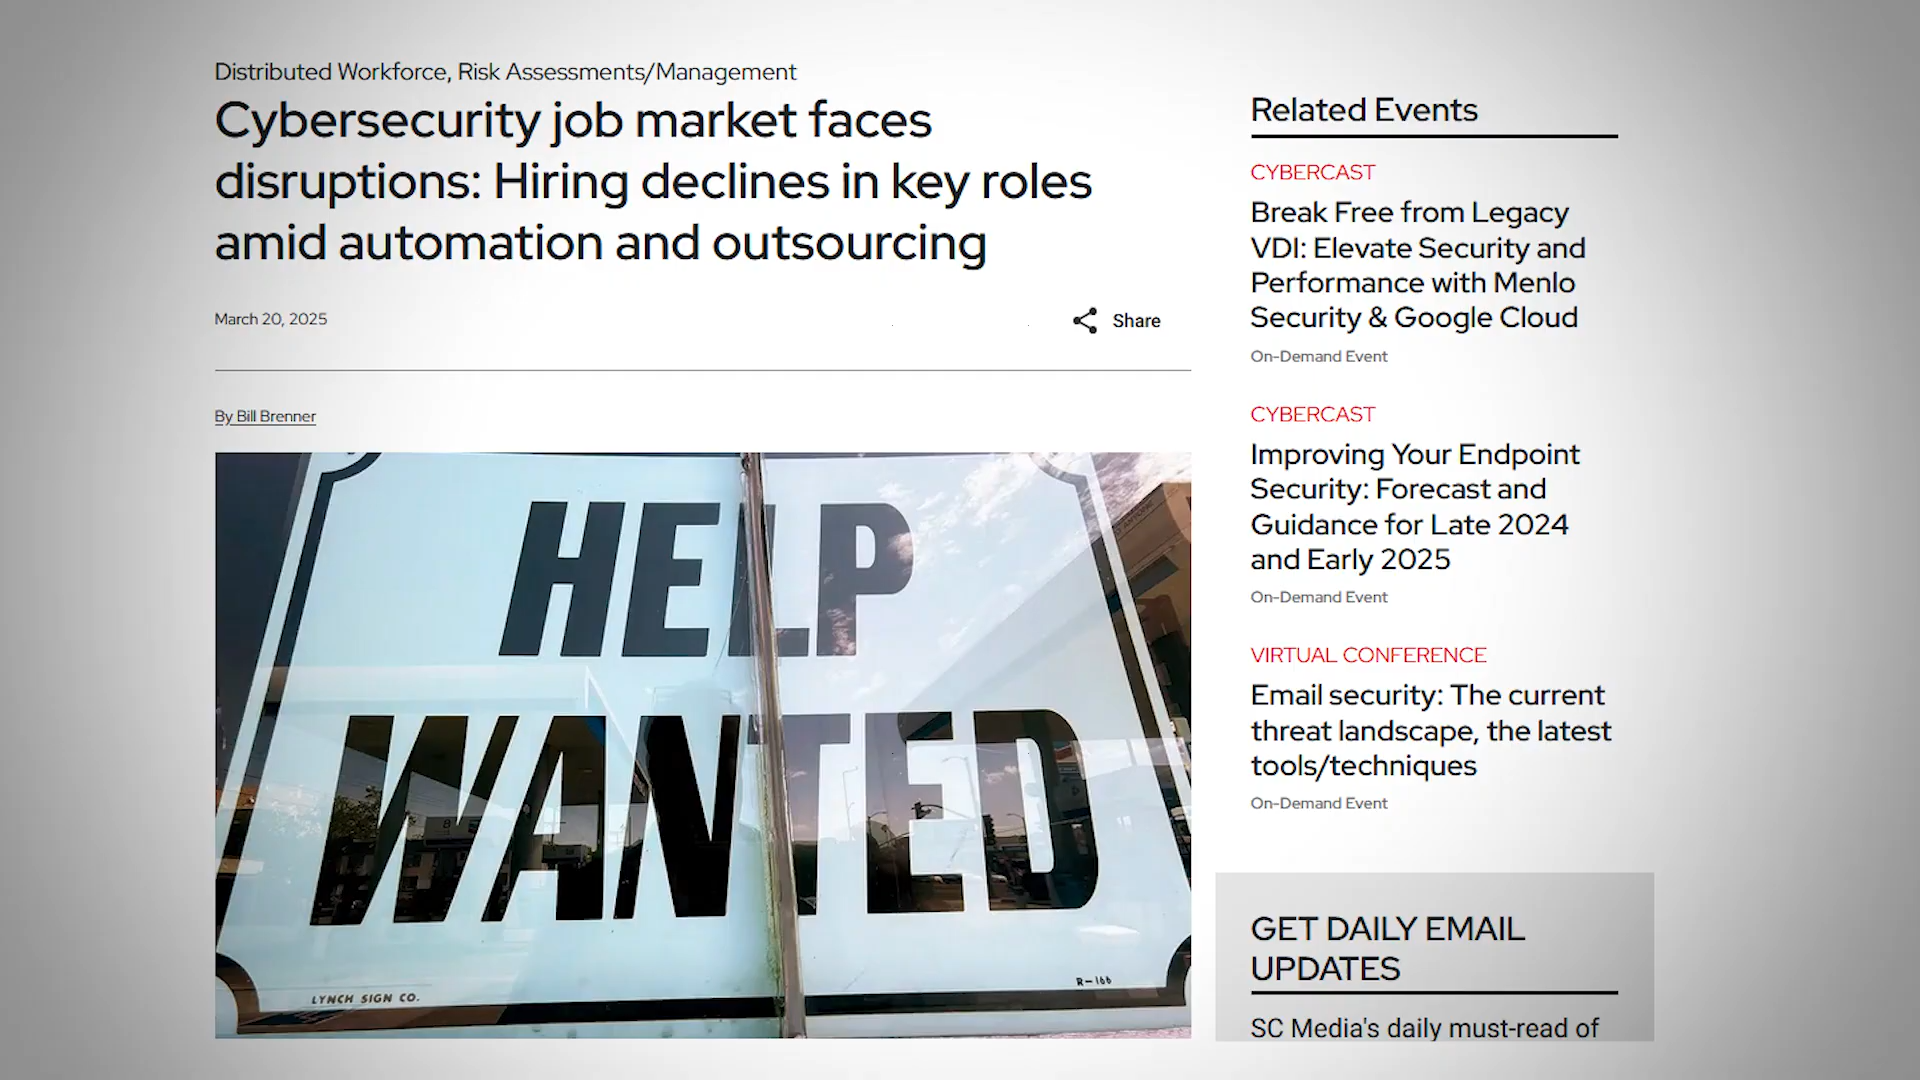 Distributed Workforce, Risk Assessments/Management
Cybersecurity job market faces
disruptions: Hiring declines in key roles
amid automation and outsourcing
March 20, 2025
Share
By Bill Brenner
HELP
WANTED
LYNCH SIGN CO.
R-166
Related Events
CYBERCAST
Break Free from Legacy
VDI: Elevate Security and
Performance with Menlo
Security & Google Cloud
On-Demand Event
CYBERCAST
Improving Your Endpoint
Security: Forecast and
Guidance for Late 2024
and Early 2025
On-Demand Event
VIRTUAL CONFERENCE
Email security: The current
threat landscape, the latest
tools/techniques
On-Demand Event
GET DAILY EMAIL
UPDATES
SC Media's daily must-read of